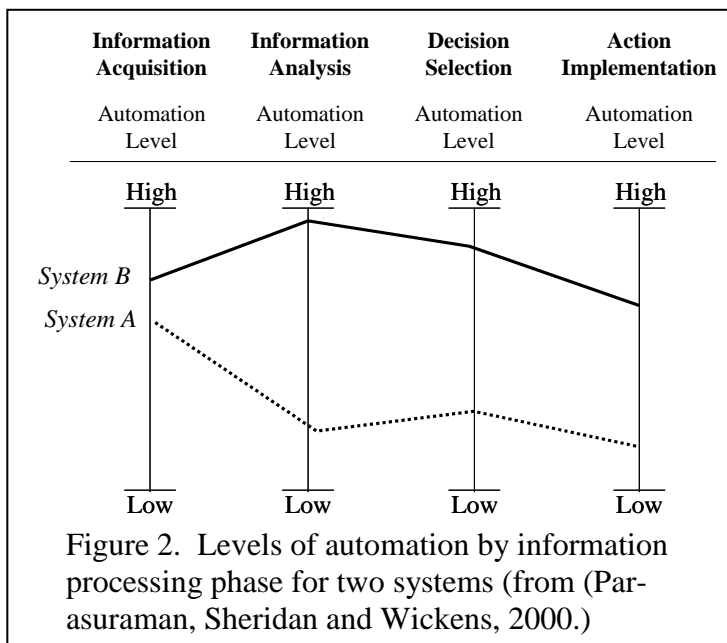 Information Information Decision Action
Acquisition Analysis Selection Implementation
Automation Automation Automation Automation
Level Level Level Level
High High High High
System B
System A
Low Low Low Low
Figure 2. Levels of automation by information
processing phase for two systems (from (Par-
asuraman, Sheridan and Wickens, 2000.)